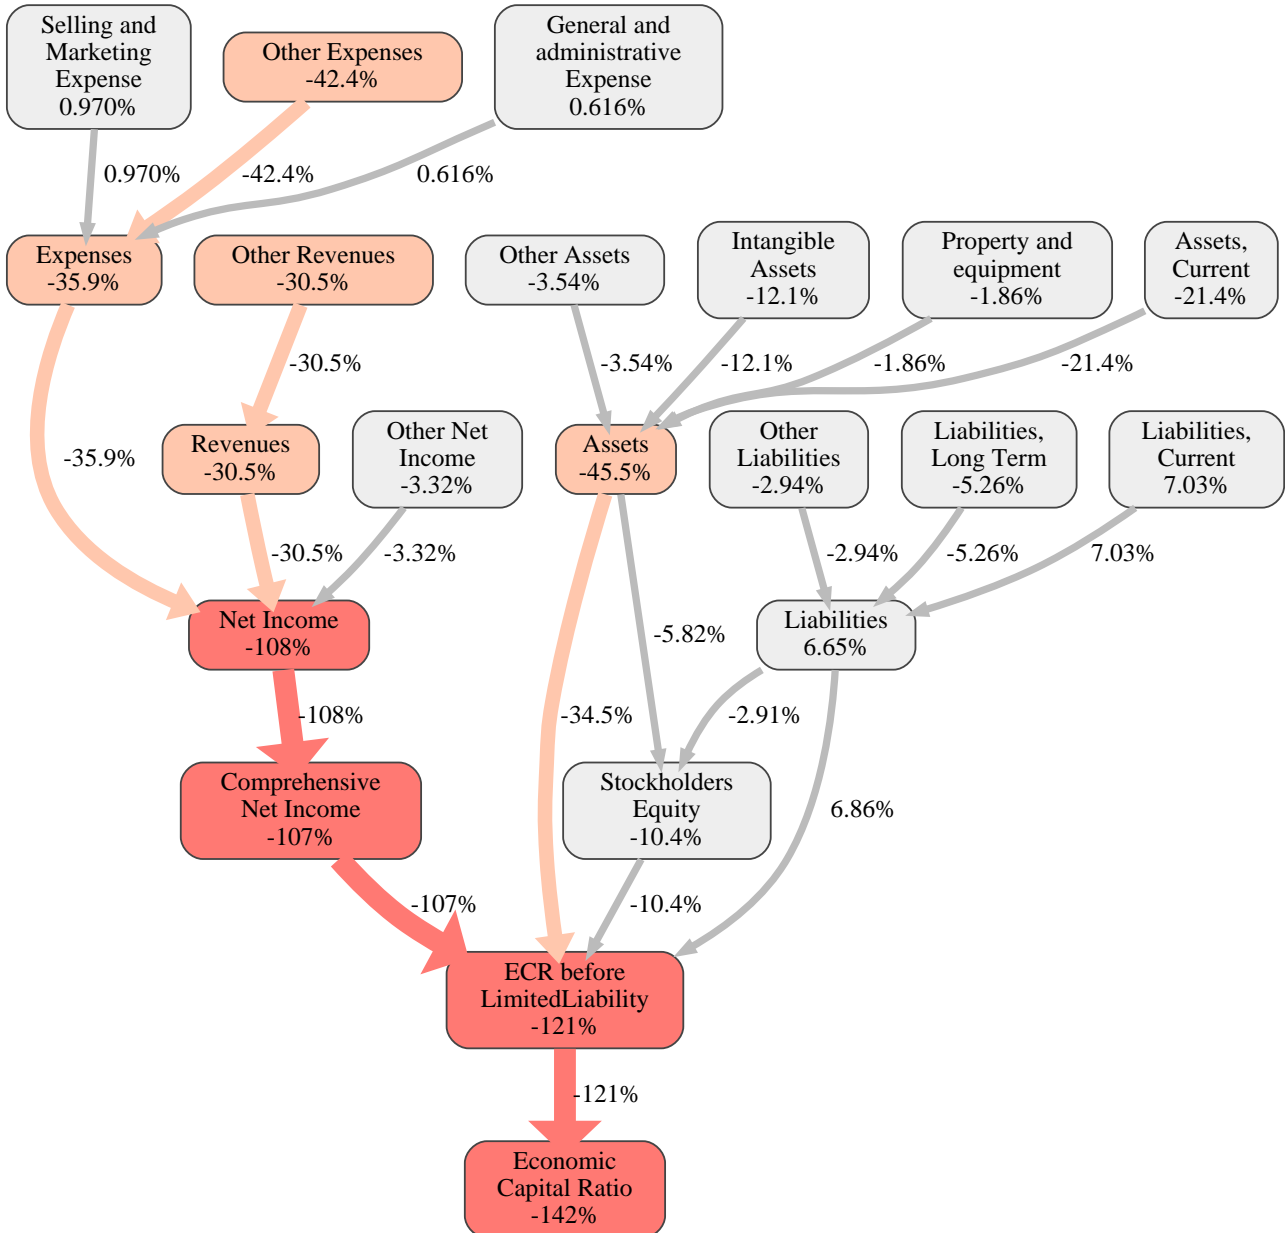 Selling and
Marketing
Expense
0.970%
Other Expenses
-42.4%
General and
administrative
Expense
0.616%
0.970%
-42.4%
0.616%
Expenses
-35.9%
Other Revenues
-30.5%
Other Assets
-3.54%
Intangible
Assets
-12.1%
Property and
equipment
-1.86%
Assets,
Current
-21.4%
-30.5%
-3.54%
-12.1%
-1.86%
-21.4%
-35.9%
Revenues
-30.5%
Other Net
Income
-3.32%
Assets
-45.5%
Other
Liabilities
-2.94%
Liabilities,
Long Term
-5.26%
Liabilities,
Current
7.03%
-30.5%
-3.32%
-2.94%
-5.26%
7.03%
Net Income
-108%
-5.82%
Liabilities
6.65%
-108%
-34.5%
-2.91%
Comprehensive
Net Income
-107%
Stockholders
Equity
-10.4%
6.86%
-107%
-10.4%
ECR before
LimitedLiability
-121%
-121%
Economic
Capital Ratio
-142%